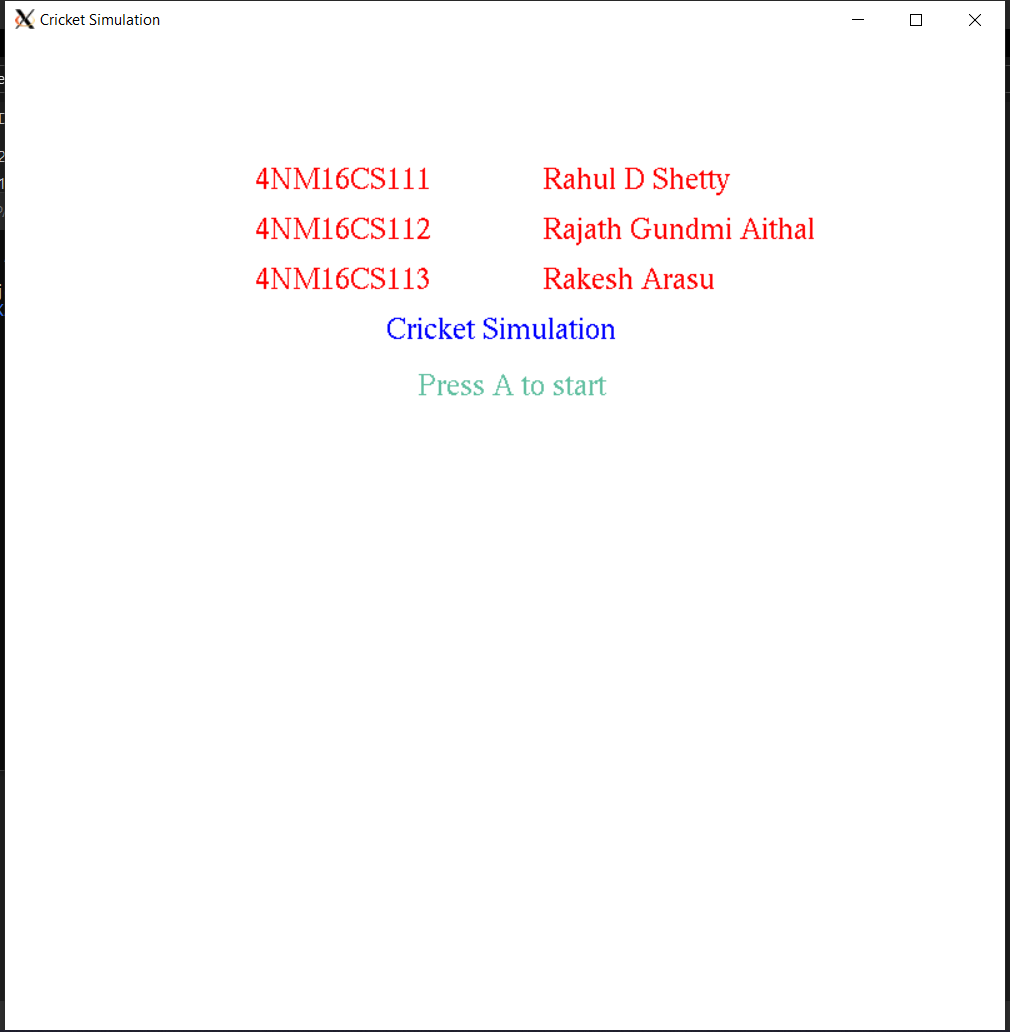 Cricket Simulation
4NM16CS111 Rahul D Shetty
4NM16CS112 Rajath Gundmi Aithal
4NM16CS113 Rakesh Arasu
Cricket Simulation
Press A to start